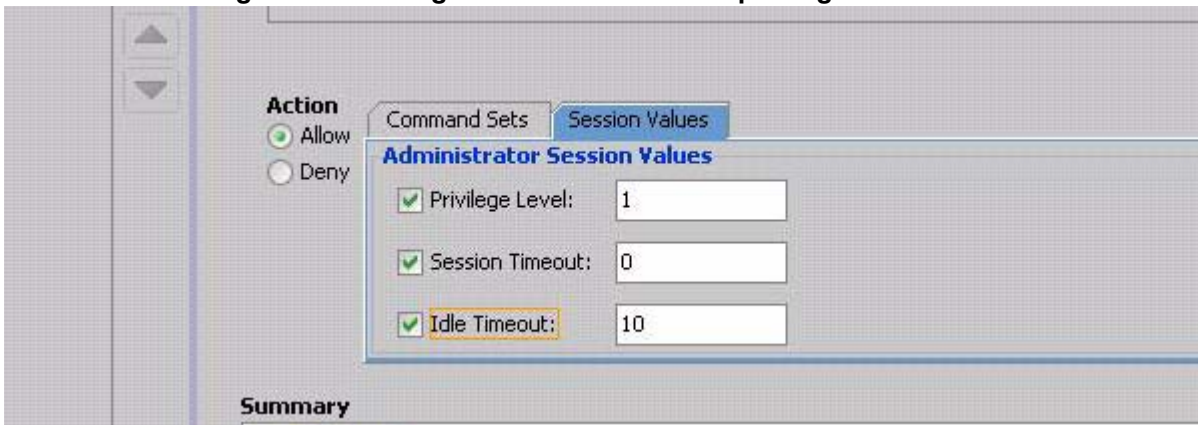 Action
Allow
Deny
Command Sets
Session Values
Administrator Session Values
Privilege Level: 1
Session Timeout: 0
Idle Timeout: 10
Summary